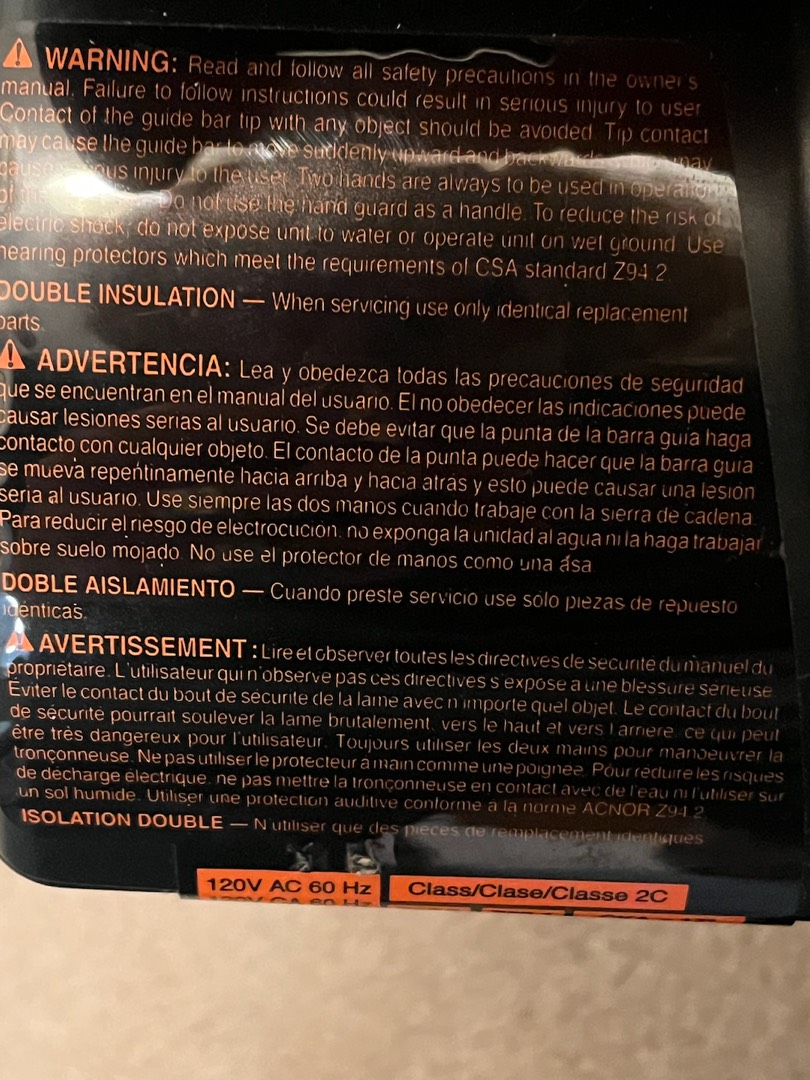 WARNING: Read and follow all safety precautions in the owner's
manual. Failure to follow instructions could result in serious injury to user
Contact of the guide bar tip with any object should be avoided. Tip contact
may cause the guide bar to move suddenly upward and backward, may
injury to the user. Two hands are always to be used in operation
of Do not use the hand guard as a handle. To reduce the risk of
electric shock, do not expose unit to water or operate unit on wet ground. Use
hearing protectors which meet the requirements of CSA standard Z94.2
DOUBLE INSULATION — When servicing use only identical replacement
parts.
ADVERTENCIA: Lea y obedezca todas las precauciones de seguridad
que se encuentran en el manual del usuario. El no obedecer las indicaciones puede
causar lesiones serias al usuario. Se debe evitar que la punta de la barra guia haga
contacto con cualquier objeto. El contacto de la punta puede hacer que la barra guia
se mueva repentinamente hacia arriba y hacia atrás y esto puede causar una lesión
seria al usuario. Use siempre las dos manos cuando trabaje con la sierra de cadena.
Para reducir el riesgo de electrocución, no exponga la unidad al agua ni la haga trabajar
sobre suelo mojado. No use el protector de manos como una ása.
DOBLE AISLAMIENTO — Cuando preste servicio use sólo piezas de repuesto
identicas.
AVERTISSEMENT : Lire et observer toutes les directives de securité du manuel du
propriétaire. L'utilisateur qui n'observe pas ces directives s'expose à une blessure sérieuse.
Éviter le contact du bout de sécurité de la lame avec n'importe quel objet. Le contact du bout
de sécurité pourrait soulever la lame brutalement, vers le haut et vers l'arriere, ce qui peut
être très dangereux pour l'utilisateur. Toujours utiliser les deux mains pour manoeuvrer la
tronçonneuse. Ne pas utiliser le protecteur à main comme une poignée. Pour réduire les risques
de décharge électrique, ne pas mettre la tronçonneuse en contact avec de l'eau ni l'utiliser sur
un sol humide. Utiliser une protection auditive conforme à la norme ACNOR Z94.2.
ISOLATION DOUBLE — N'utiliser que des pièces de remplacement identiques
120V AC 60 Hz Class/Clase/Classe 2C
120V CA 60 Hz